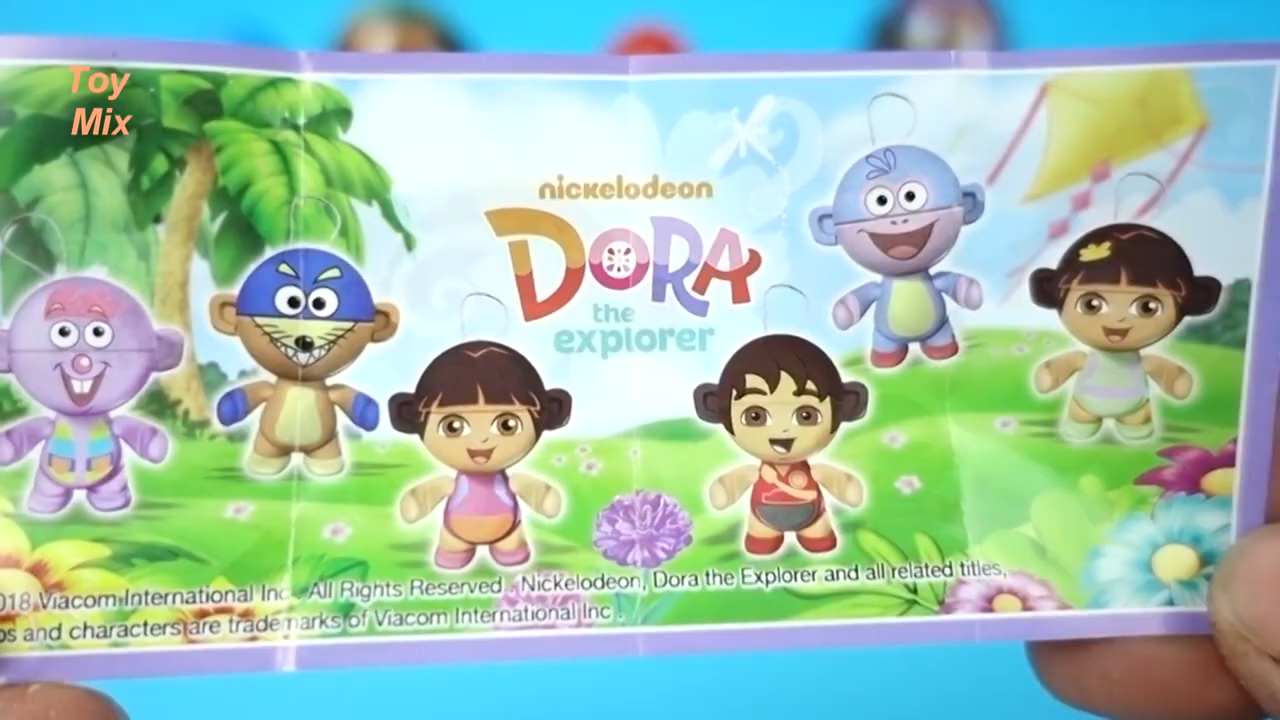 Toy
Mix
nickelodeon
DORA
the
explorer
018 Viacom International Inc. All Rights Reserved. Nickelodeon, Dora the Explorer and all related titles,
os and characters are trademarks of Viacom International Inc.